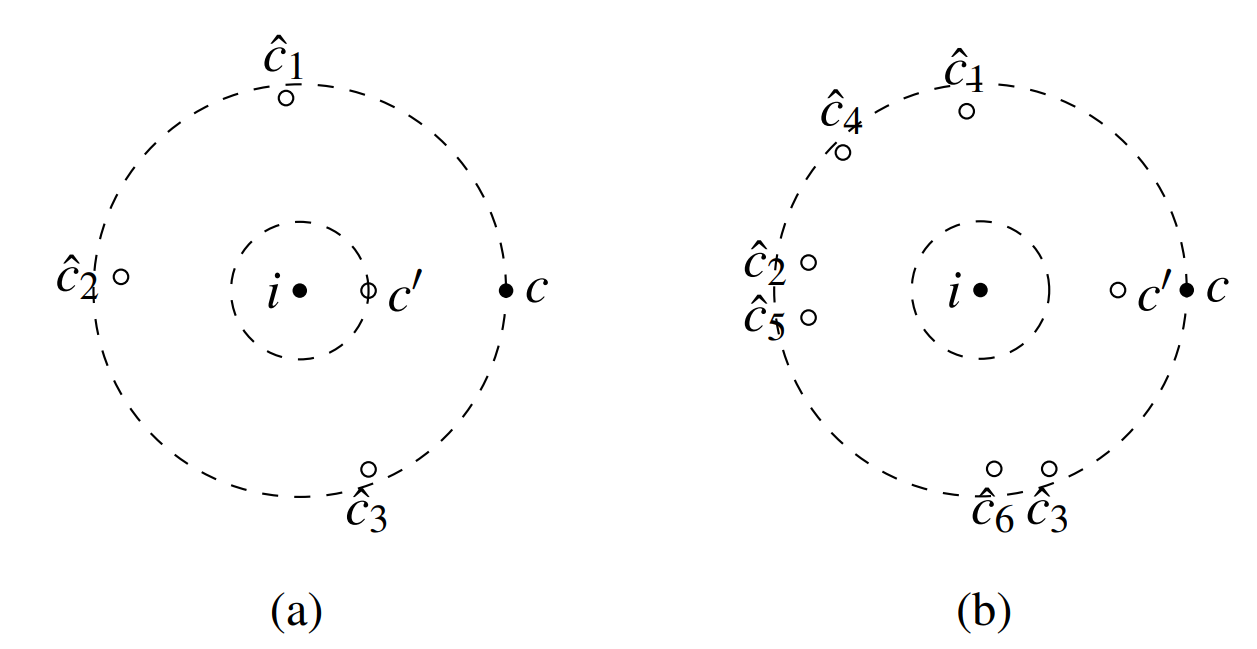 ĉ1 ĉ1
ĉ4
ĉ2 i c′ c ĉ2 i c′ c
ĉ5
ĉ3 ĉ6 ĉ3
(a) (b)